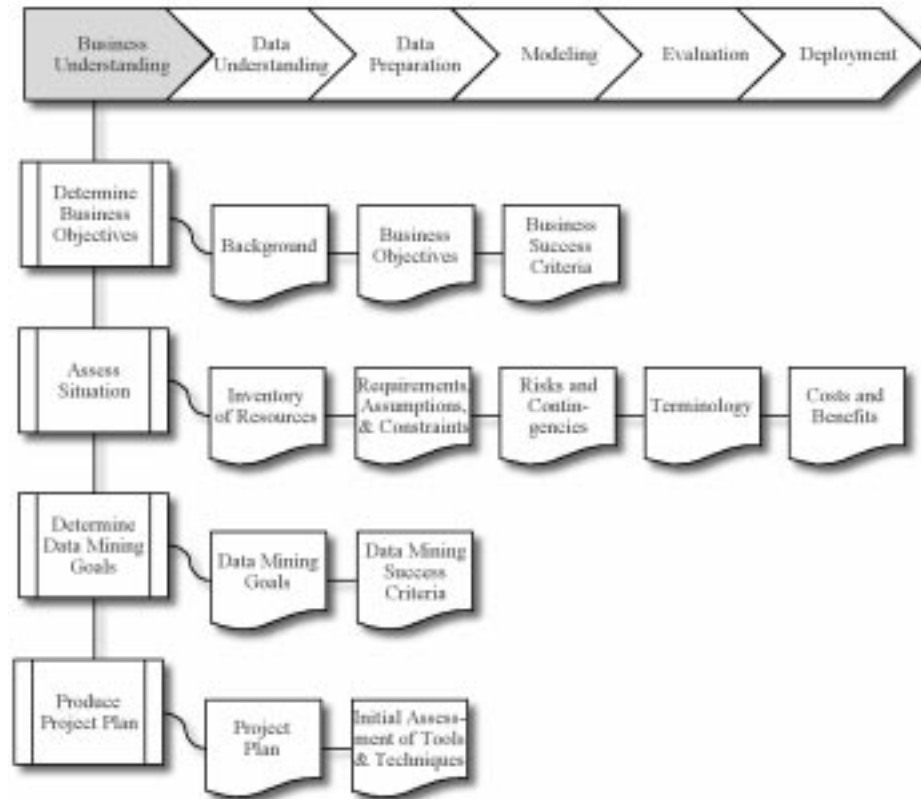 Business
Understanding
Data
Understanding
Data
Preparation
Modeling
Evaluation
Deployment
Determine
Business
Objectives
Background
Business
Objectives
Business
Success
Criteria
Assess
Situation
Inventory
of Resources
Requirements,
Assumptions,
& Constraints
Risks and
Contin-
gencies
Terminology
Costs and
Benefits
Determine
Data Mining
Goals
Data Mining
Goals
Data Mining
Success
Criteria
Produce
Project Plan
Project
Plan
Initial Assess-
ment of Tools
& Techniques